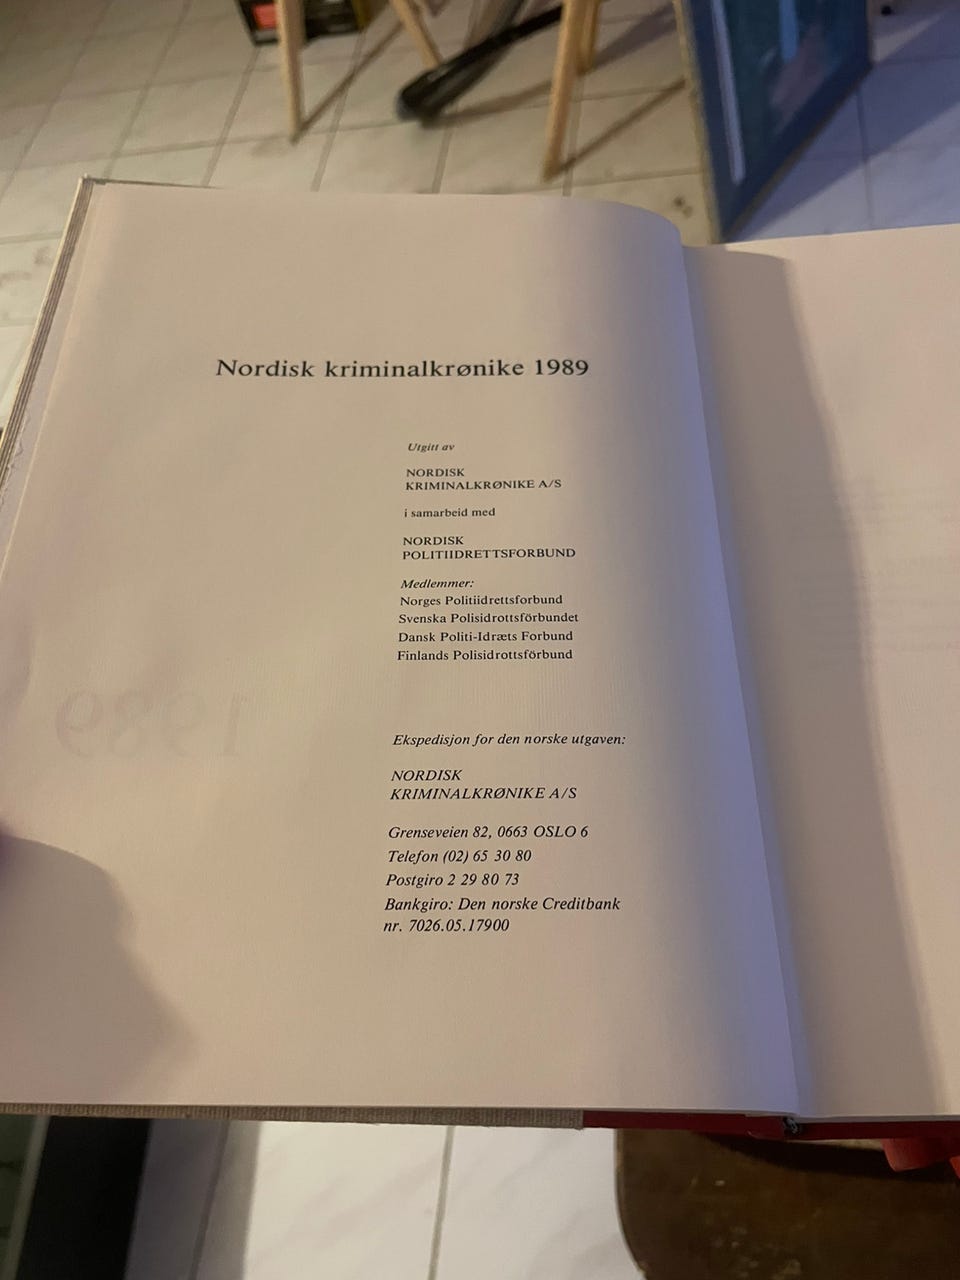 Nordisk kriminalkrønike 1989
Utgitt av
NORDISK
KRIMINALKRØNIKE A/S
i samarbeid med
NORDISK
POLITIIDRETTSFORBUND
Medlemmer:
Norges Politiidrettsforbund
Svenska Polisidrottsförbundet
Dansk Politi-Idræts Forbund
Finlands Polisidrottsförbund
1989
Ekspedisjon for den norske utgaven:
NORDISK
KRIMINALKRØNIKE A/S
Grenseveien 82, 0663 OSLO 6
Telefon (02) 65 30 80
Postgiro 2 29 80 73
Bankgiro: Den norske Creditbank
nr. 7026.05.17900